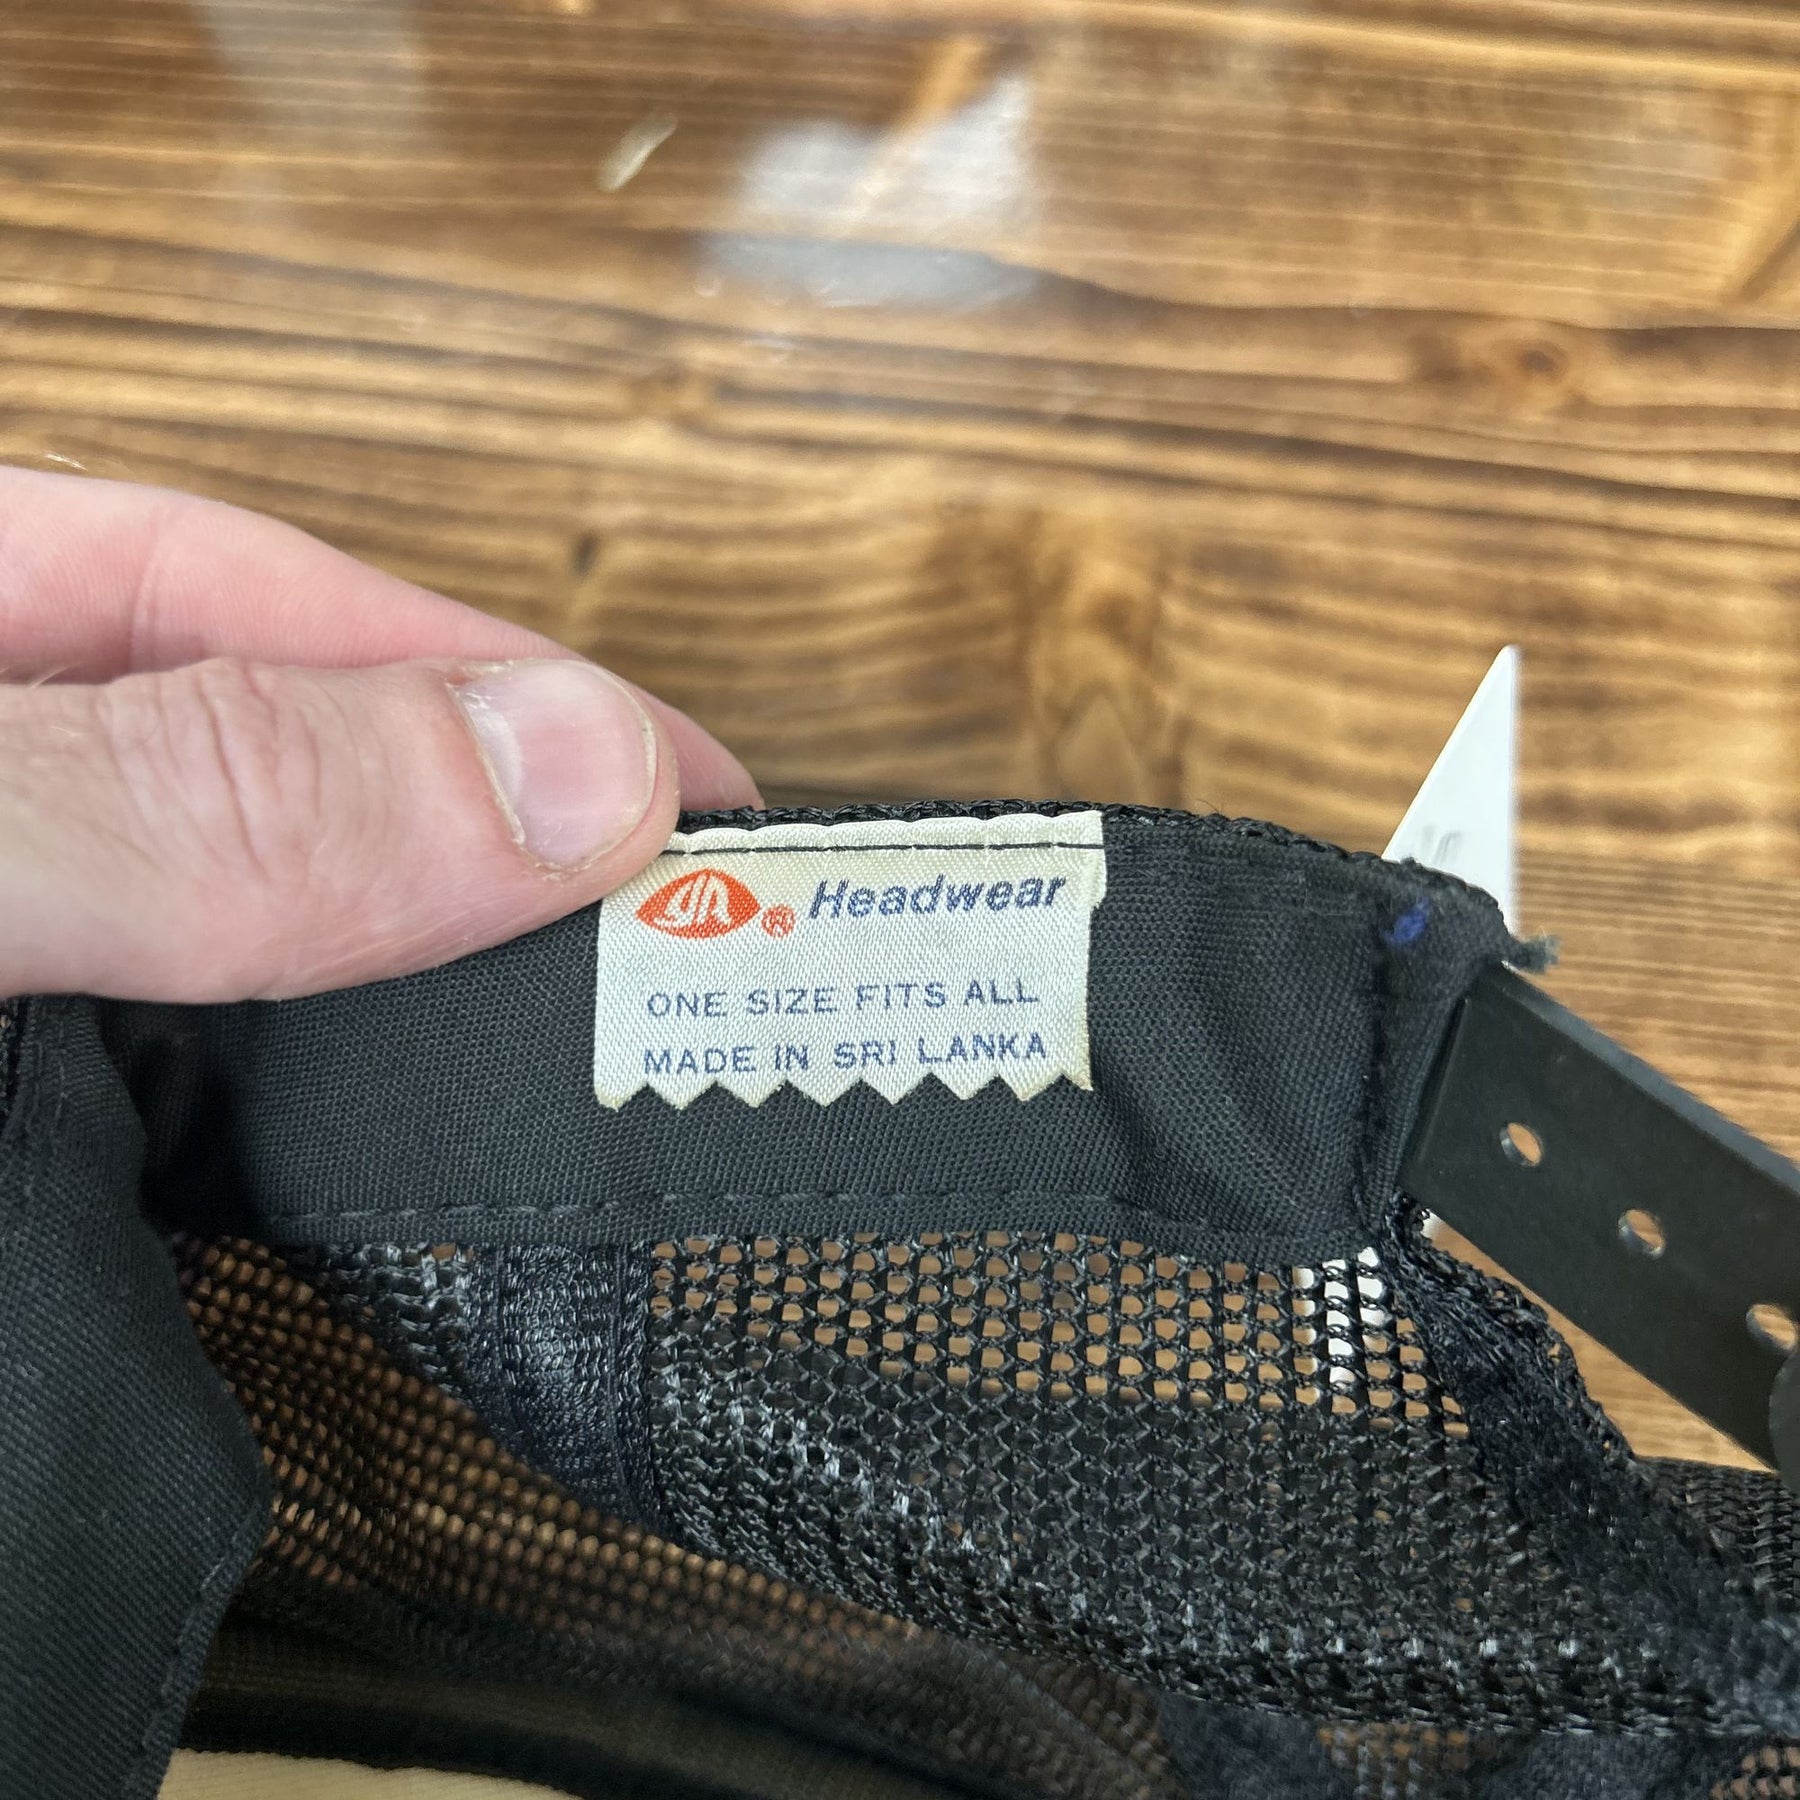 ® Headwear
ONE SIZE FITS ALL
MADE IN SRI LANKA